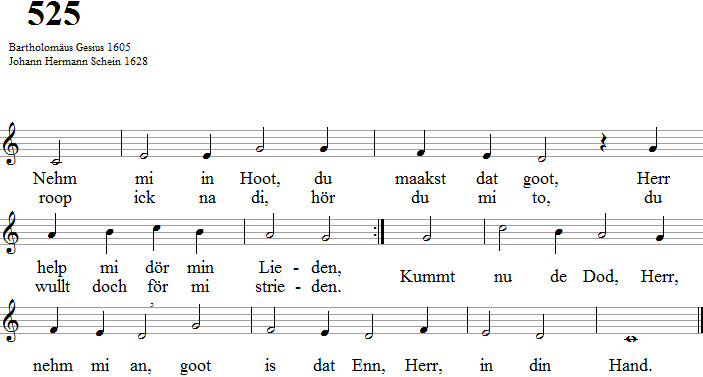 525
Bartholomäus Gesius 1605
Johann Hermann Schein 1628
Nehm mi in Hoot, du maakst dat goot, Herr
roop ick na di, hör du mi to, du
help mi dör min Lie - den,
wullt doch för mi strie - den.
Kummt nu de Dod, Herr,
nehm mi an, goot is dat Enn, Herr, in din Hand.